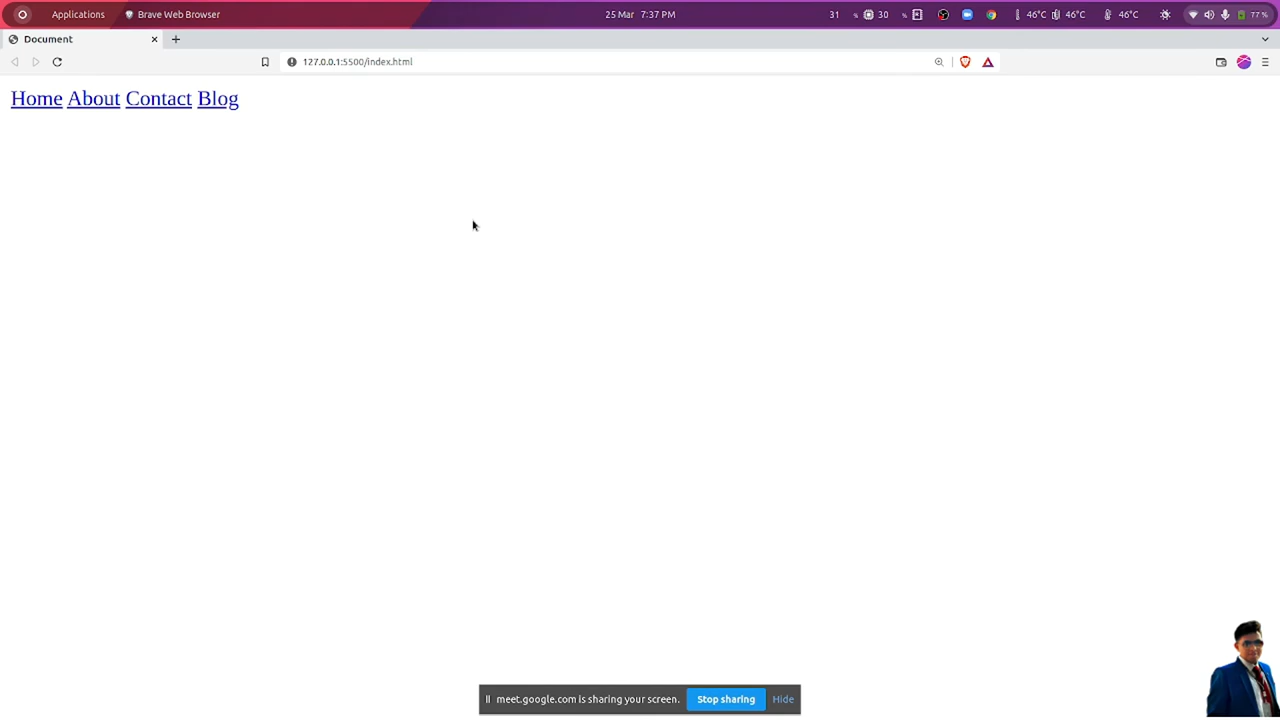 Applications Brave Web Browser 25 Mar 7:37 PM 31 % 30 % 46°C 46°C 46°C 77 %
Document
127.0.0.1:5500/index.html
Home About Contact Blog
meet.google.com is sharing your screen. Stop sharing Hide